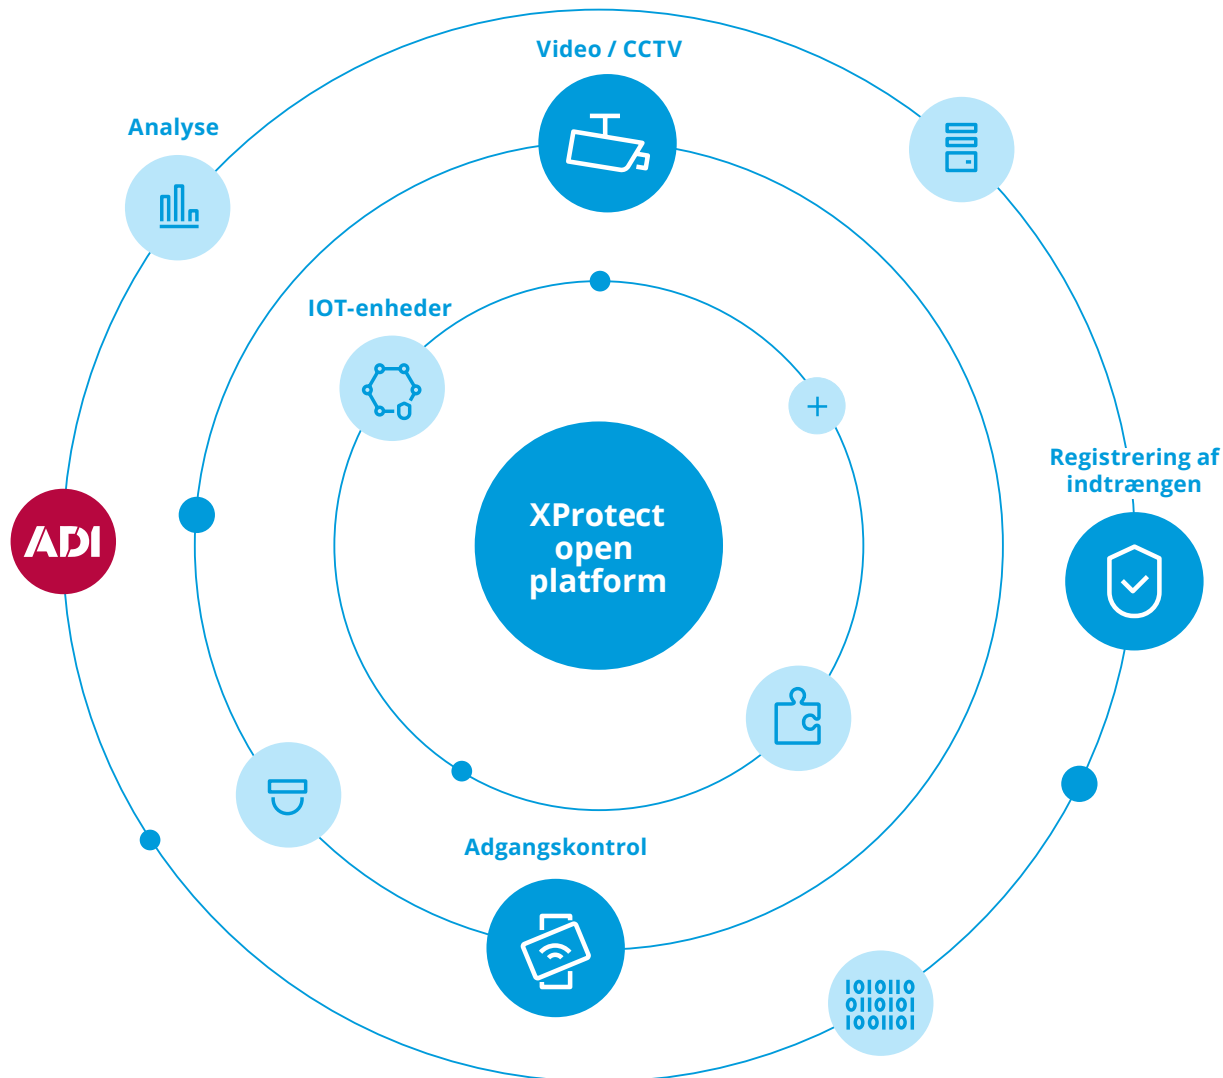 Video / CCTV
Analyse
IOT-enheder
Registrering af
indtrængen
XProtect
open
platform
ADI
Adgangskontrol
1010110
0110101
1001101